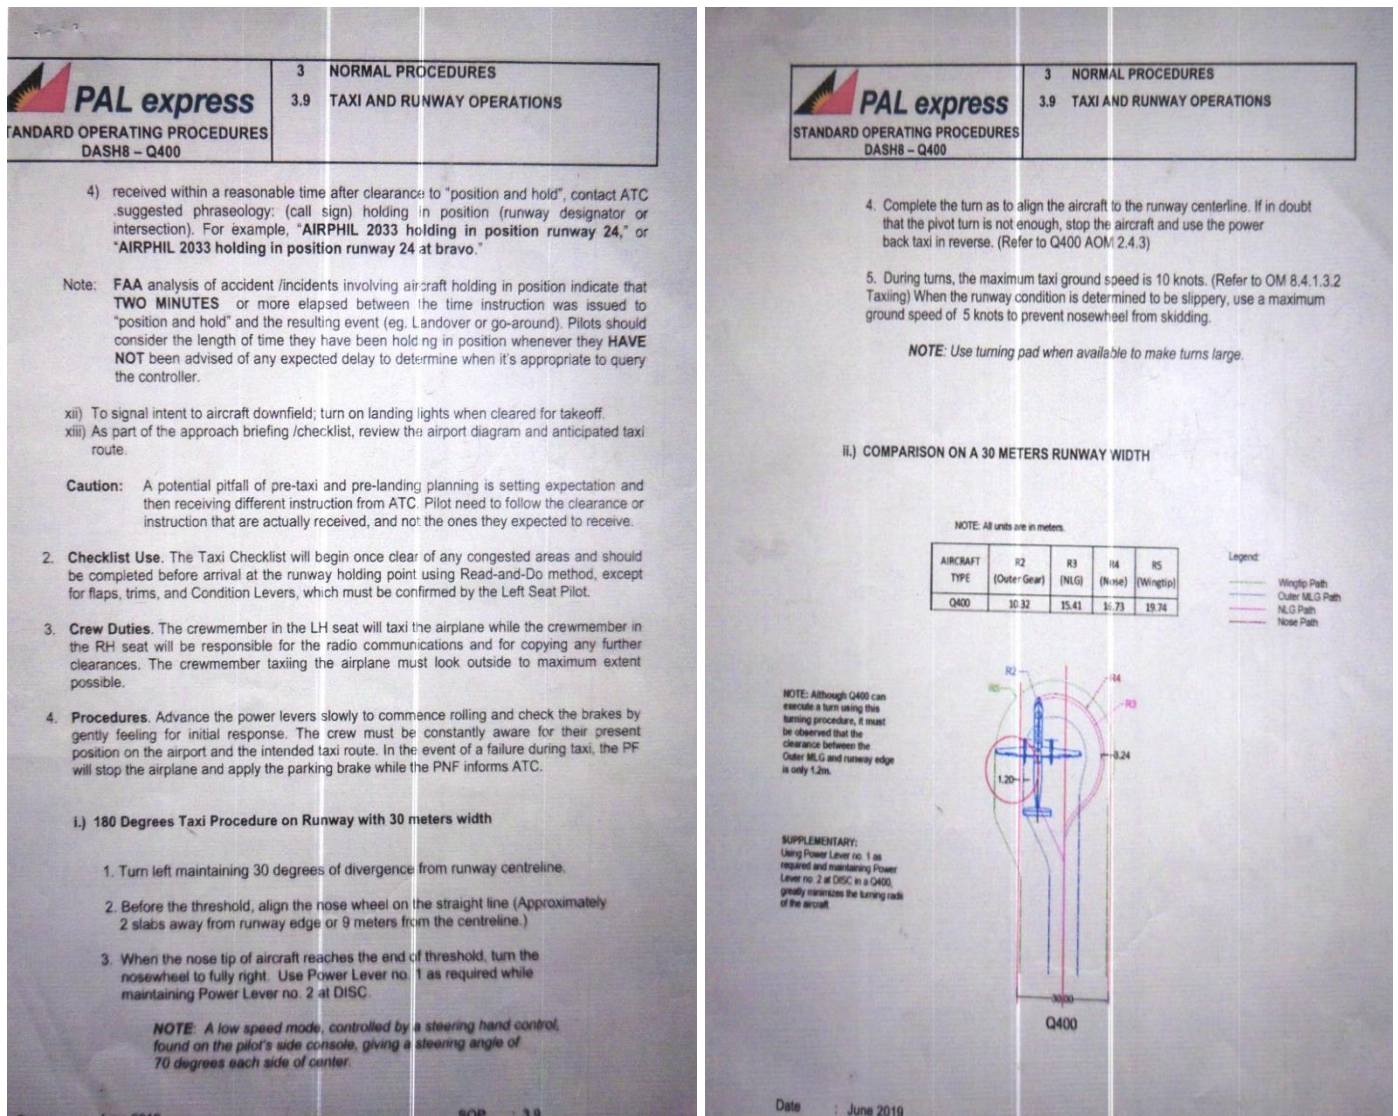 PAL express
TANDARD OPERATING PROCEDURES
DASH8 – Q400
3 NORMAL PROCEDURES
3.9 TAXI AND RUNWAY OPERATIONS
4) received within a reasonable time after clearance to "position and hold", contact ATC
.suggested phraseology: (call sign) holding in position (runway designator or
intersection). For example, "AIRPHIL 2033 holding in position runway 24," or
"AIRPHIL 2033 holding in position runway 24 at bravo."
Note: FAA analysis of accident /incidents involving aircraft holding in position indicate that
TWO MINUTES or more elapsed between the time instruction was issued to
"position and hold" and the resulting event (eg. Landover or go-around). Pilots should
consider the length of time they have been holding in position whenever they HAVE
NOT been advised of any expected delay to determine when it's appropriate to query
the controller.
xii) To signal intent to aircraft downfield; turn on landing lights when cleared for takeoff.
xiii) As part of the approach briefing /checklist, review the airport diagram and anticipated taxi
route.
Caution: A potential pitfall of pre-taxi and pre-landing planning is setting expectation and
then receiving different instruction from ATC. Pilot need to follow the clearance or
instruction that are actually received, and not the ones they expected to receive.
2. Checklist Use. The Taxi Checklist will begin once clear of any congested areas and should
be completed before arrival at the runway holding point using Read-and-Do method, except
for flaps, trims, and Condition Levers, which must be confirmed by the Left Seat Pilot.
3. Crew Duties. The crewmember in the LH seat will taxi the airplane while the crewmember in
the RH seat will be responsible for the radio communications and for copying any further
clearances. The crewmember taxiing the airplane must look outside to maximum extent
possible.
4. Procedures. Advance the power levers slowly to commence rolling and check the brakes by
gently feeling for initial response. The crew must be constantly aware for their present
position on the airport and the intended taxi route. In the event of a failure during taxi, the PF
will stop the airplane and apply the parking brake while the PNF informs ATC.
i.) 180 Degrees Taxi Procedure on Runway with 30 meters width
1. Turn left maintaining 30 degrees of divergence from runway centreline.
2. Before the threshold, align the nose wheel on the straight line (Approximately
2 slabs away from runway edge or 9 meters from the centreline.)
3. When the nose tip of aircraft reaches the end of threshold, turn the
nosewheel to fully right. Use Power Lever no. 1 as required while
maintaining Power Lever no. 2 at DISC.
NOTE: A low speed mode, controlled by a steering hand control,
found on the pilot's side console, giving a steering angle of
70 degrees each side of center.
SOP : 3.9
PAL express
STANDARD OPERATING PROCEDURES
DASH8 – Q400
3 NORMAL PROCEDURES
3.9 TAXI AND RUNWAY OPERATIONS
4. Complete the turn as to align the aircraft to the runway centerline. If in doubt
that the pivot turn is not enough, stop the aircraft and use the power
back taxi in reverse. (Refer to Q400 AOM 2.4.3)
5. During turns, the maximum taxi ground speed is 10 knots. (Refer to OM 8.4.1.3.2
Taxiing) When the runway condition is determined to be slippery, use a maximum
ground speed of 5 knots to prevent nosewheel from skidding.
NOTE: Use turning pad when available to make turns large.
ii.) COMPARISON ON A 30 METERS RUNWAY WIDTH
NOTE: All units are in meters.
AIRCRAFT TYPE R2 (Outer Gear) R3 (NLG) R4 (Nose) R5 (Wingtip)
Q400 10.32 15.41 16.73 19.74
Legend:
Wingtip Path
Outer MLG Path
NLG Path
Nose Path
R2
R5
R4
R3
NOTE: Although Q400 can
execute a turn using this
turning procedure, it must
be observed that the
clearance between the
Outer MLG and runway edge
is only 1.2m.
3.24
1.20
SUPPLEMENTARY:
Using Power Lever no. 1 as
required and maintaining Power
Lever no. 2 at DISC in a Q400,
greatly minimizes the turning radii
of the aircraft
30.00
Q400
Date : June 2019